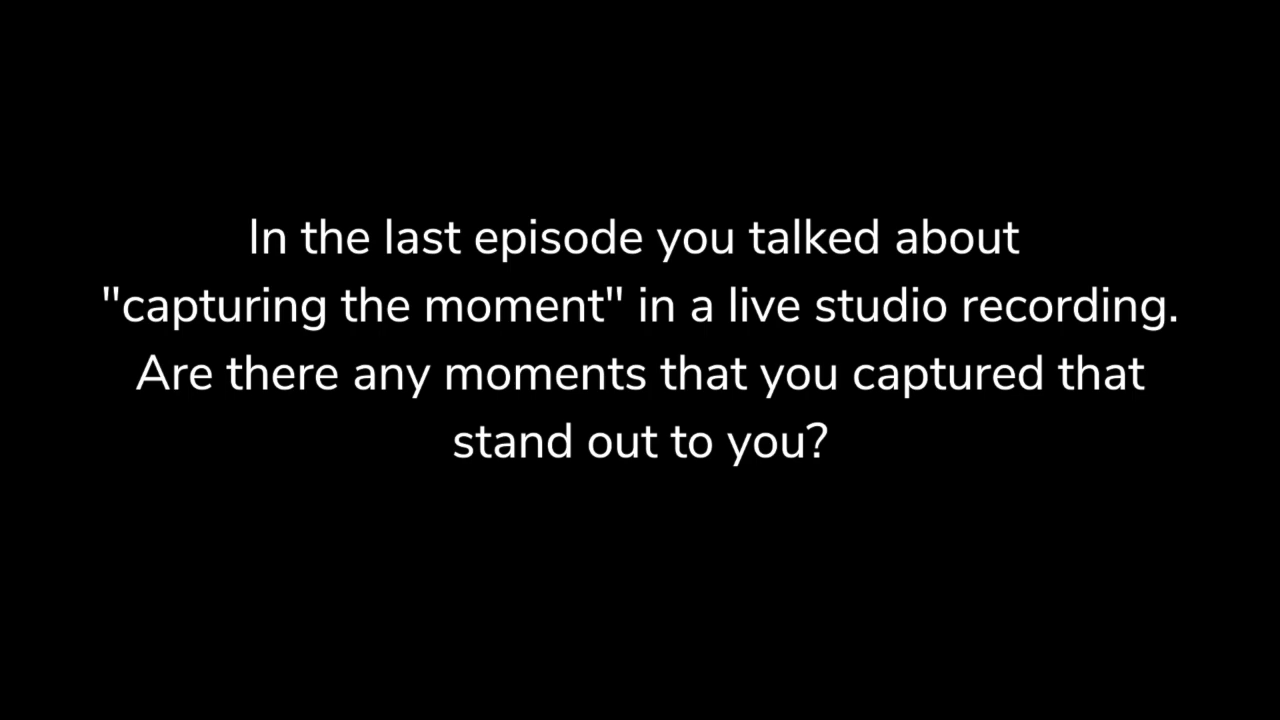 In the last episode you talked about
"capturing the moment" in a live studio recording.
Are there any moments that you captured that
stand out to you?